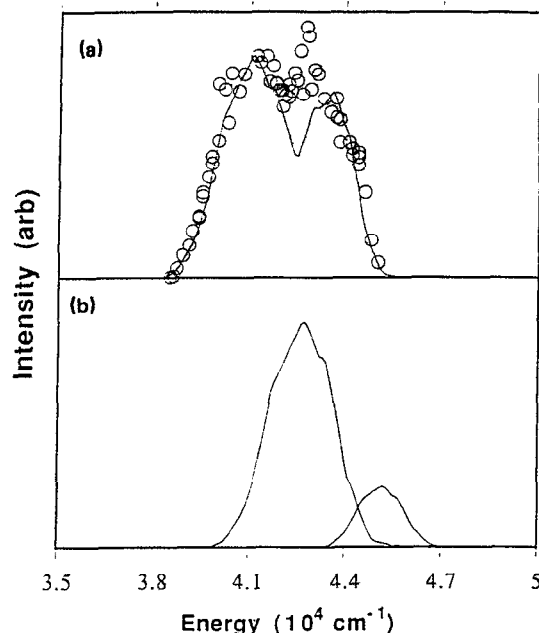 (a)
(b)
Intensity (arb)
3.5 3.8 4.1 4.4 4.7 5
Energy (10⁴ cm⁻¹)